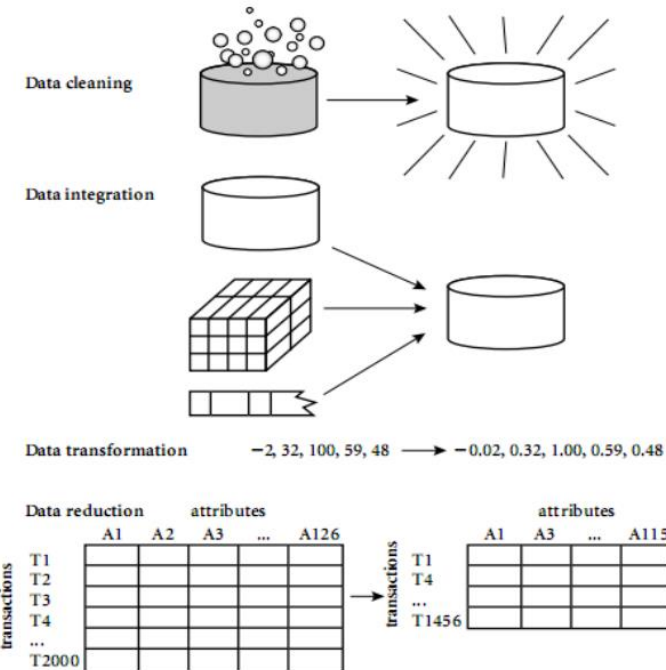 Data cleaning
Data integration
Data transformation −2, 32, 100, 59, 48 −0.02, 0.32, 1.00, 0.59, 0.48
Data reduction attributes attributes
A1 A2 A3 ... A126 A1 A3 ... A115
transactions transactions
T1 T1
T2 T4
T3 ...
T4 T1456
...
T2000